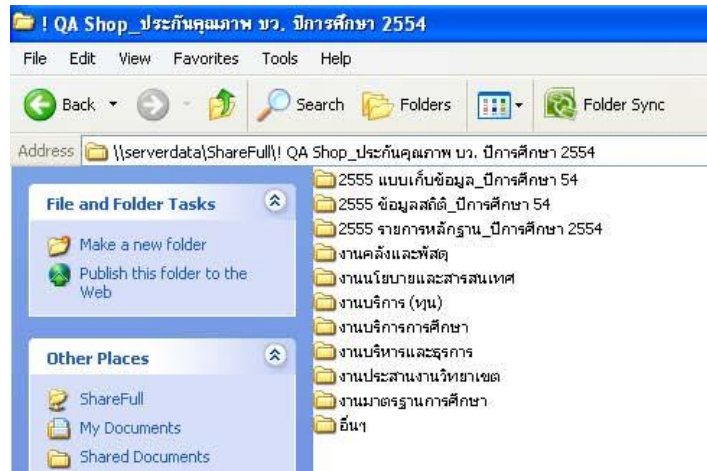 ! QA Shop_ประกันคุณภาพ บว. ปีการศึกษา 2554
File Edit View Favorites Tools Help
Back Search Folders Folder Sync
Address \\serverdata\ShareFull\! QA Shop_ประกันคุณภาพ บว. ปีการศึกษา 2554
File and Folder Tasks
Make a new folder
Publish this folder to the
Web
Other Places
ShareFull
My Documents
Shared Documents
2555 แบบเก็บข้อมูล_ปีการศึกษา 54
2555 ข้อมูลสถิติ_ปีการศึกษา 54
2555 รายการหลักฐาน_ปีการศึกษา 2554
งานคลังและพัสดุ
งานนโยบายและสารสนเทศ
งานบริการ (ทุน)
งานบริการการศึกษา
งานบริหารและธุรการ
งานประสานงานวิทยาเขต
งานมาตรฐานการศึกษา
อื่นๆ